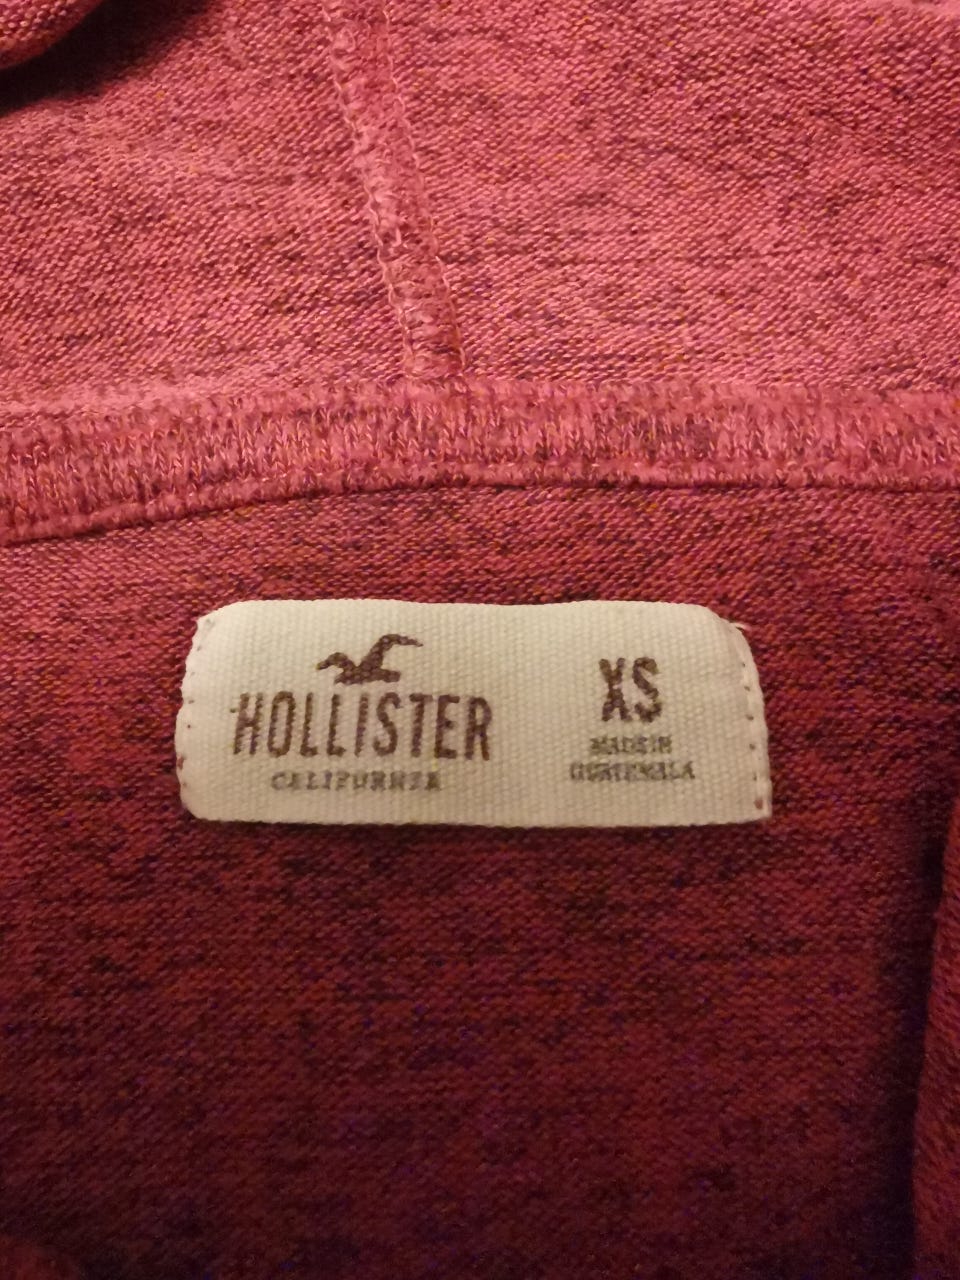 HOLLISTER
CALIFORNIA
XS
MADE IN
GUATEMALA